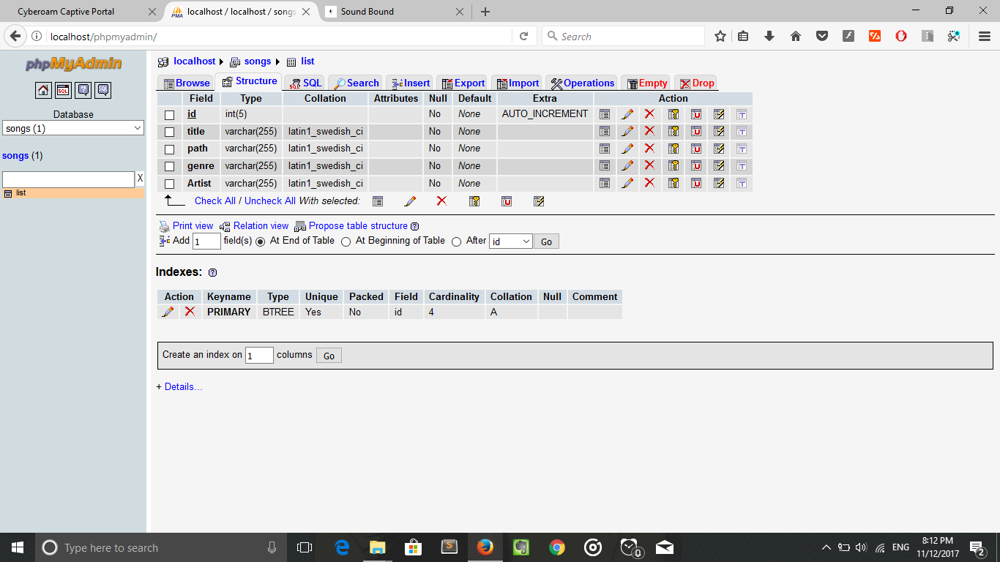 Cyberoam Captive Portal
localhost / localhost / songs
Sound Bound
localhost/phpmyadmin/
Search
phpMyAdmin
Database
songs (1)
songs (1)
X
list
localhost songs list
Browse Structure SQL Search Insert Export Import Operations Empty Drop
Field Type Collation Attributes Null Default Extra Action
id int(5) No None AUTO_INCREMENT
title varchar(255) latin1_swedish_ci No None
path varchar(255) latin1_swedish_ci No None
genre varchar(255) latin1_swedish_ci No None
Artist varchar(255) latin1_swedish_ci No None
Check All / Uncheck All With selected:
Print view Relation view Propose table structure
Add 1 field(s) At End of Table At Beginning of Table After id Go
Indexes:
Action Keyname Type Unique Packed Field Cardinality Collation Null Comment
PRIMARY BTREE Yes No id 4 A
Create an index on 1 columns Go
+ Details...
Type here to search
ENG
8:12 PM
11/12/2017
2